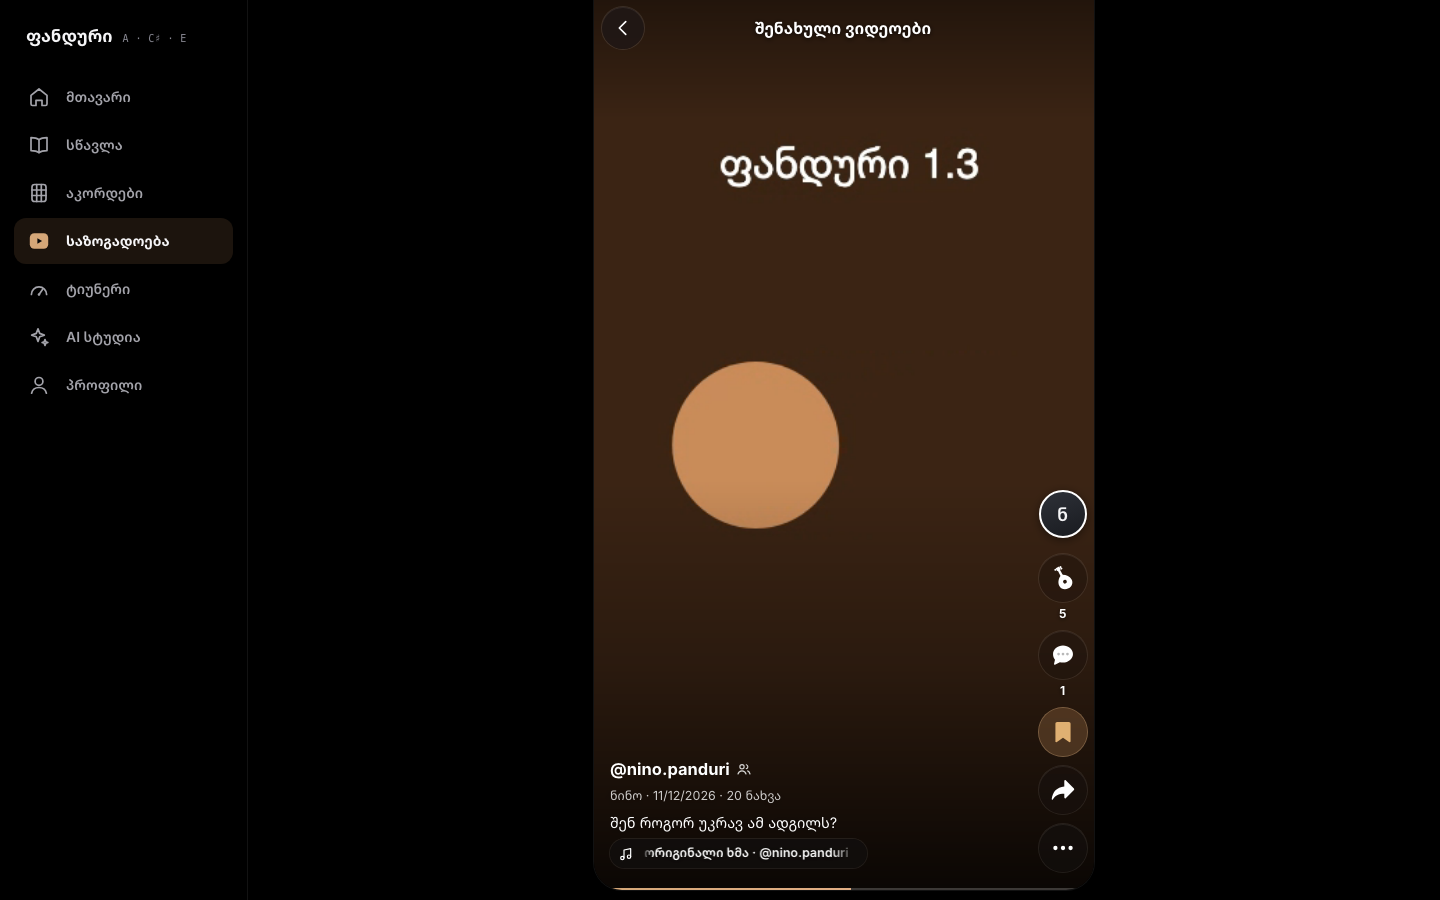 ფანდური A · C♯ · E
მთავარი
სწავლა
აკორდები
საზოგადოება
ტიუნერი
AI სტუდია
პროფილი
შენახული ვიდეოები
ფანდური 1.3
ნ
5
1
@nino.panduri
ნინო · 11/12/2026 · 20 ნახვა
შენ როგორ უკრავ ამ ადგილს?
ორიგინალი ხმა · @nino.panduri